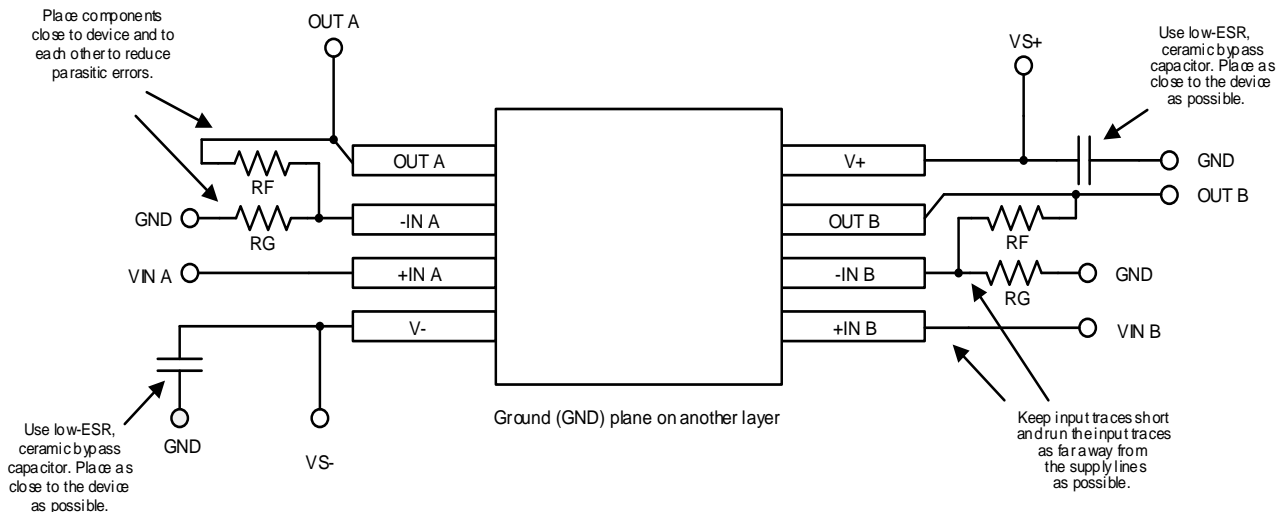 Place components
close to device and to
each other to reduce
parasitic errors.
OUT A
VS+
Use low-ESR,
ceramic bypass
capacitor. Place as
close to the device
as possible.
OUT A
V+
GND
RF
OUT B
GND
-IN A
OUT B
RG
RF
VIN A
+IN A
-IN B
GND
RG
V-
+IN B
VIN B
Ground (GND) plane on another layer
Use low-ESR,
ceramic bypass
capacitor. Place as
close to the device
as possible.
GND
VS-
Keep input traces short
and run the input traces
as far away from
the supply lines
as possible.